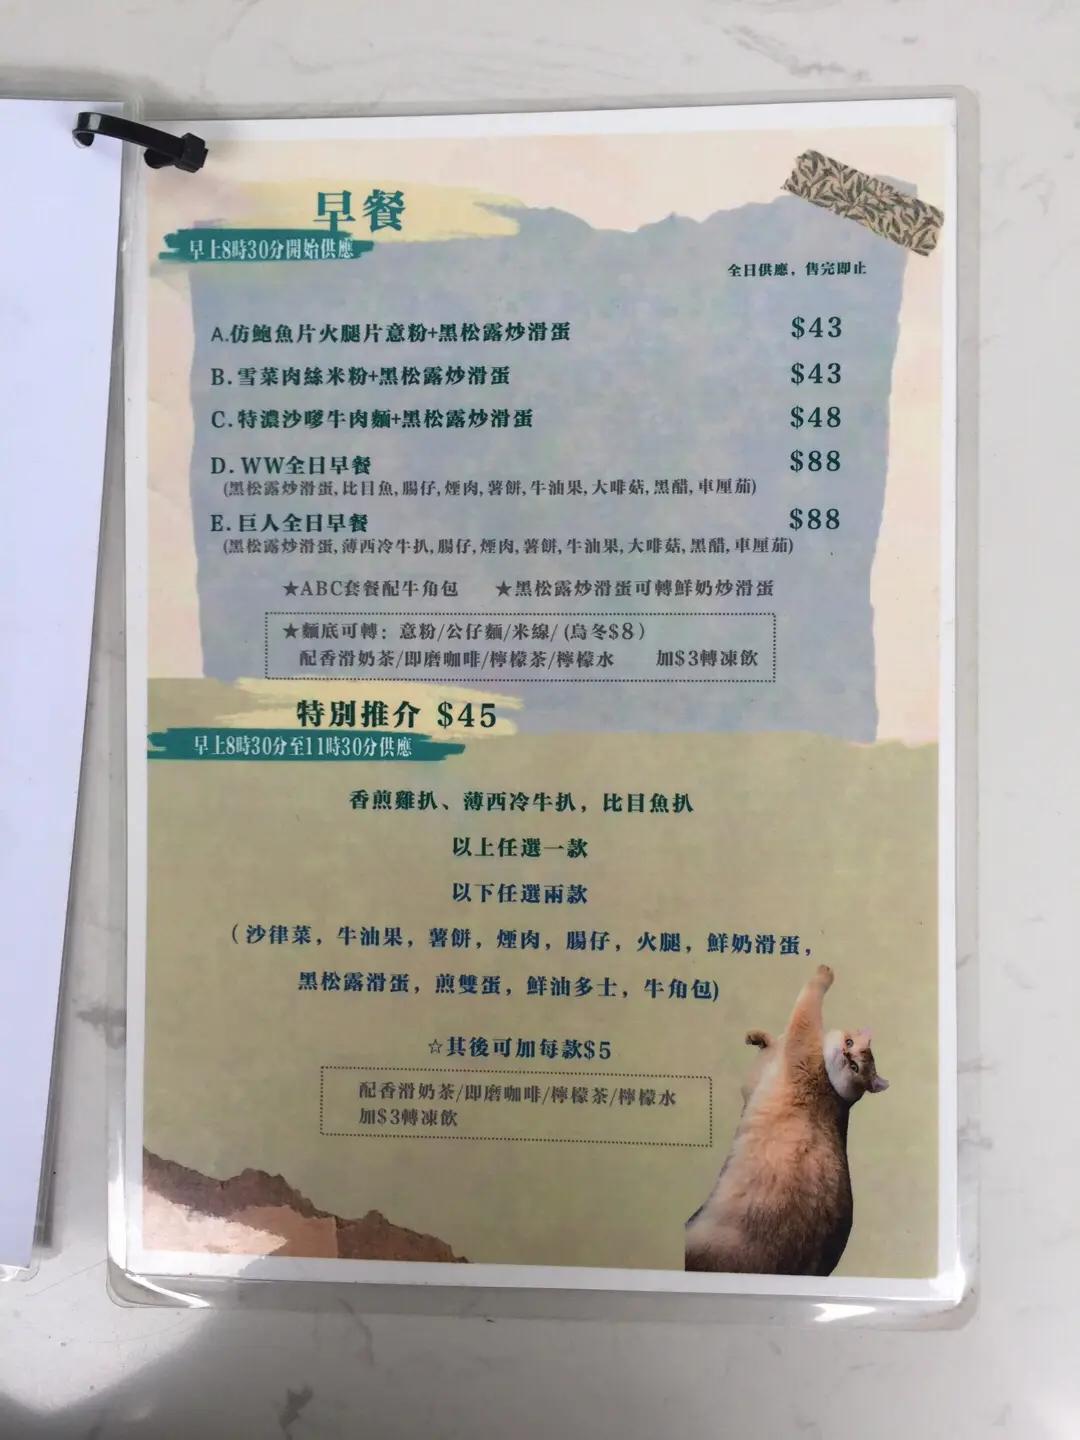 早餐
早上8時30分開始供應
全日供應，售完即止
A.仿鮑魚片火腿片意粉+黑松露炒滑蛋 $43
B.雪菜肉絲米粉+黑松露炒滑蛋 $43
C.特濃沙嗲牛肉麵+黑松露炒滑蛋 $48
D.WW全日早餐 $88
(黑松露炒滑蛋,比目魚,腸仔,煙肉,薯餅,牛油果,大啡菇,黑醋,車厘茄)
E.巨人全日早餐 $88
(黑松露炒滑蛋,薄西冷牛扒,腸仔,煙肉,薯餅,牛油果,大啡菇,黑醋,車厘茄)
★ABC套餐配牛角包 ★黑松露炒滑蛋可轉鮮奶炒滑蛋
★麵底可轉：意粉/公仔麵/米線/(烏冬$8)
配香滑奶茶/即磨咖啡/檸檬茶/檸檬水 加$3轉凍飲
特別推介 $45
早上8時30分至11時30分供應
香煎雞扒、薄西冷牛扒，比目魚扒
以上任選一款
以下任選兩款
（沙律菜，牛油果，薯餅，煙肉，腸仔，火腿，鮮奶滑蛋，
黑松露滑蛋，煎雙蛋，鮮油多士，牛角包)
☆其後可加每款$5
配香滑奶茶/即磨咖啡/檸檬茶/檸檬水
加$3轉凍飲